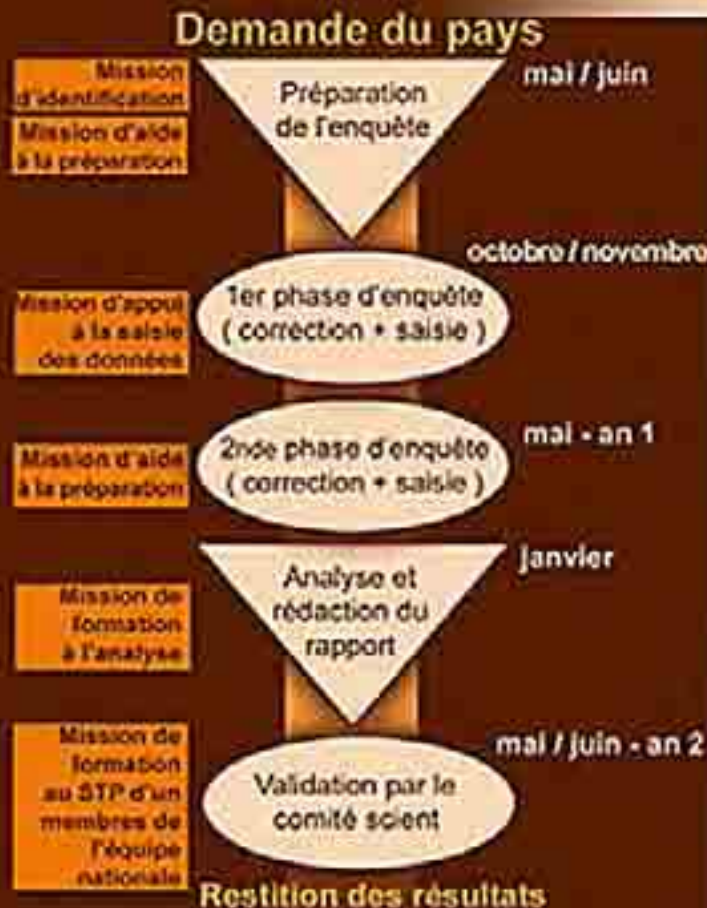 Demande du pays
Mission
d'identification
Mission d'aide
à la préparation
Préparation
de l'enquête
mai / juin
octobre / novembre
Mission d'appui
à la saisie
des données
1er phase d'enquête
( correction + saisie )
mai - an 1
Mission d'aide
à la préparation
2nde phase d'enquête
( correction + saisie )
janvier
Mission de
formation
à l'analyse
Analyse et
rédaction du
rapport
mai / juin - an 2
Mission de
formation
au STP d'un
membres de
l'équipe
nationale
Validation par le
comité scient
Restition des résultats